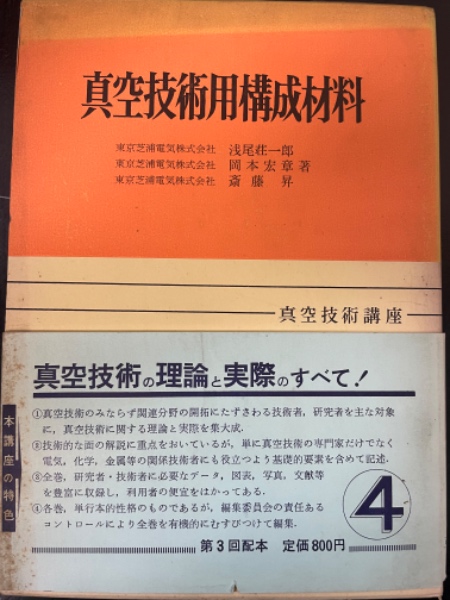 真空技術用構成材料
東京芝浦電気株式会社 浅尾荘一郎
東京芝浦電気株式会社 岡本宏章著
東京芝浦電気株式会社 斎藤昇
真空技術講座
真空技術の理論と実際のすべて!
本講座の特色
①真空技術のみならず関連分野の開拓にたずさわる技術者，研究者を主な対象
に，真空技術に関する理論と実際を集大成．
②技術的な面の解説に重点をおいているが，単に真空技術の専門家だけでなく
電気，化学，金属等の関係技術者にも役立つよう基礎的要素を含めて記述．
③全巻，研究者・技術者に必要なデータ，図表，写真，文献等
を豊富に収録し，利用者の便宜をはかってある．
④各巻，単行本的性格のものであるが，編集委員会の責任ある
コントロールにより全巻を有機的にむすびつけて編集．
4
第3回配本 定価800円